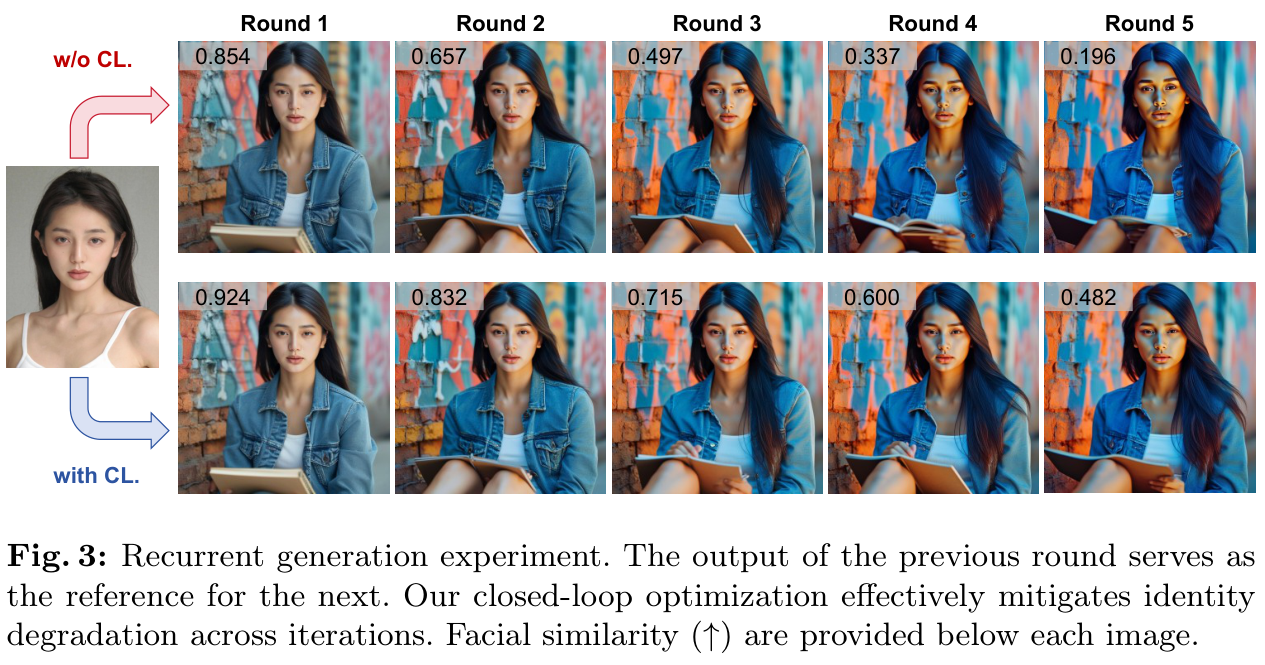 Round 1 Round 2 Round 3 Round 4 Round 5
w/o CL.
0.854 0.657 0.497 0.337 0.196
0.924 0.832 0.715 0.600 0.482
with CL.
Fig. 3: Recurrent generation experiment. The output of the previous round serves as
the reference for the next. Our closed-loop optimization effectively mitigates identity
degradation across iterations. Facial similarity (↑) are provided below each image.